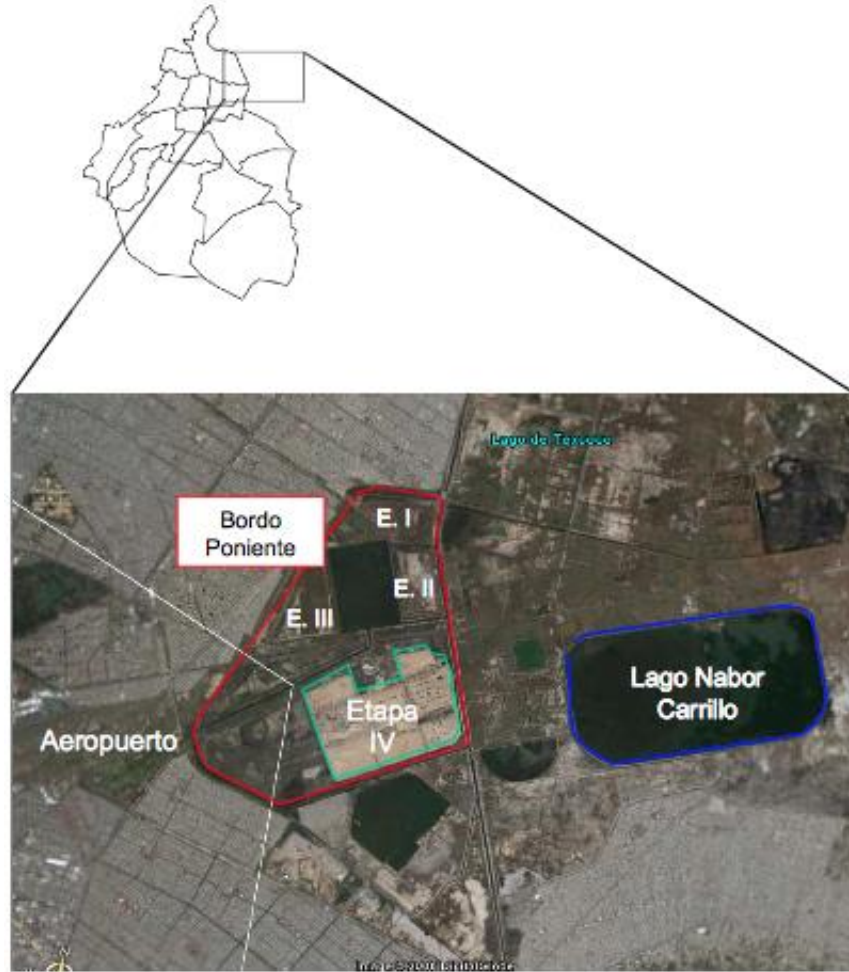 Lago de Texcoco
Bordo
Poniente
E. I
E. II
E. III
Lago Nabor
Carrillo
Etapa
IV
Aeropuerto
N